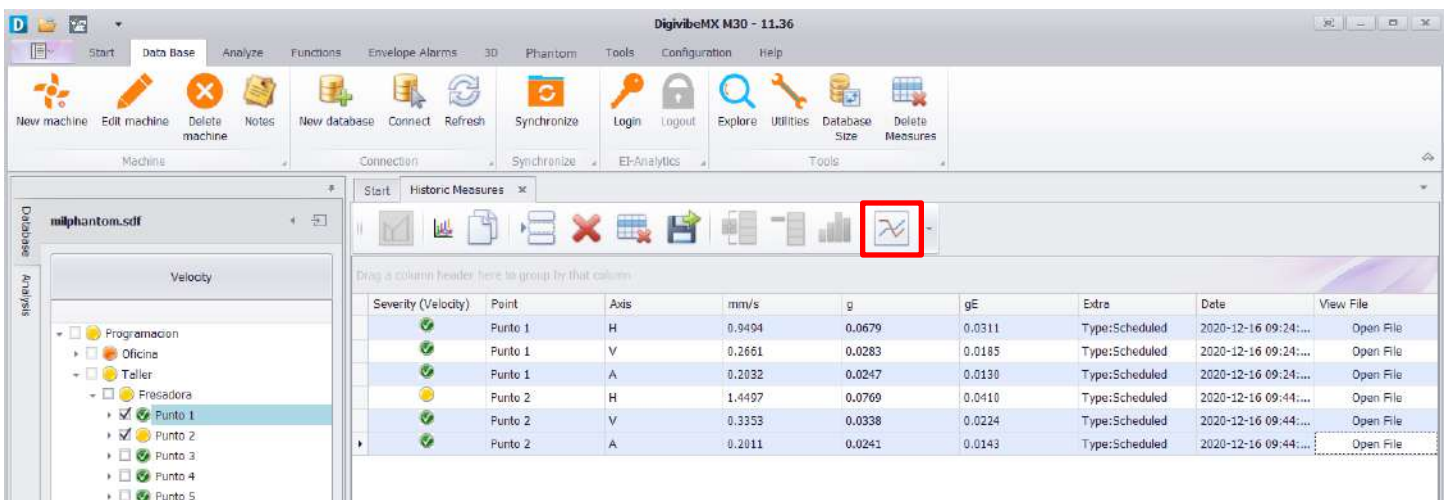 DigivibeMX M30 - 11.36
Start Data Base Analyze Functions Envelope Alarms 3D Phantom Tools Configuration Help
New machine Edit machine Delete machine Notes New database Connect Refresh Synchronize Login Logout Explore Utilities Database Size Delete Measures
Machine Connection Synchronize EI-Analytics Tools
Start Historic Measures
Database
Analysis
milphantom.sdf
Velocity
Drag a column header here to group by that column
Severity (Velocity) Point Axis mm/s g gE Extra Date View File
Punto 1 H 0.9494 0.0679 0.0311 Type:Scheduled 2020-12-16 09:24:... Open File
Punto 1 V 0.2661 0.0283 0.0185 Type:Scheduled 2020-12-16 09:24:... Open File
Punto 1 A 0.2032 0.0247 0.0130 Type:Scheduled 2020-12-16 09:24:... Open File
Punto 2 H 1.4497 0.0769 0.0410 Type:Scheduled 2020-12-16 09:44:... Open File
Punto 2 V 0.3353 0.0338 0.0224 Type:Scheduled 2020-12-16 09:44:... Open File
Punto 2 A 0.2011 0.0241 0.0143 Type:Scheduled 2020-12-16 09:44:... Open File
Programacion
Oficina
Taller
Fresadora
Punto 1
Punto 2
Punto 3
Punto 4
Punto 5